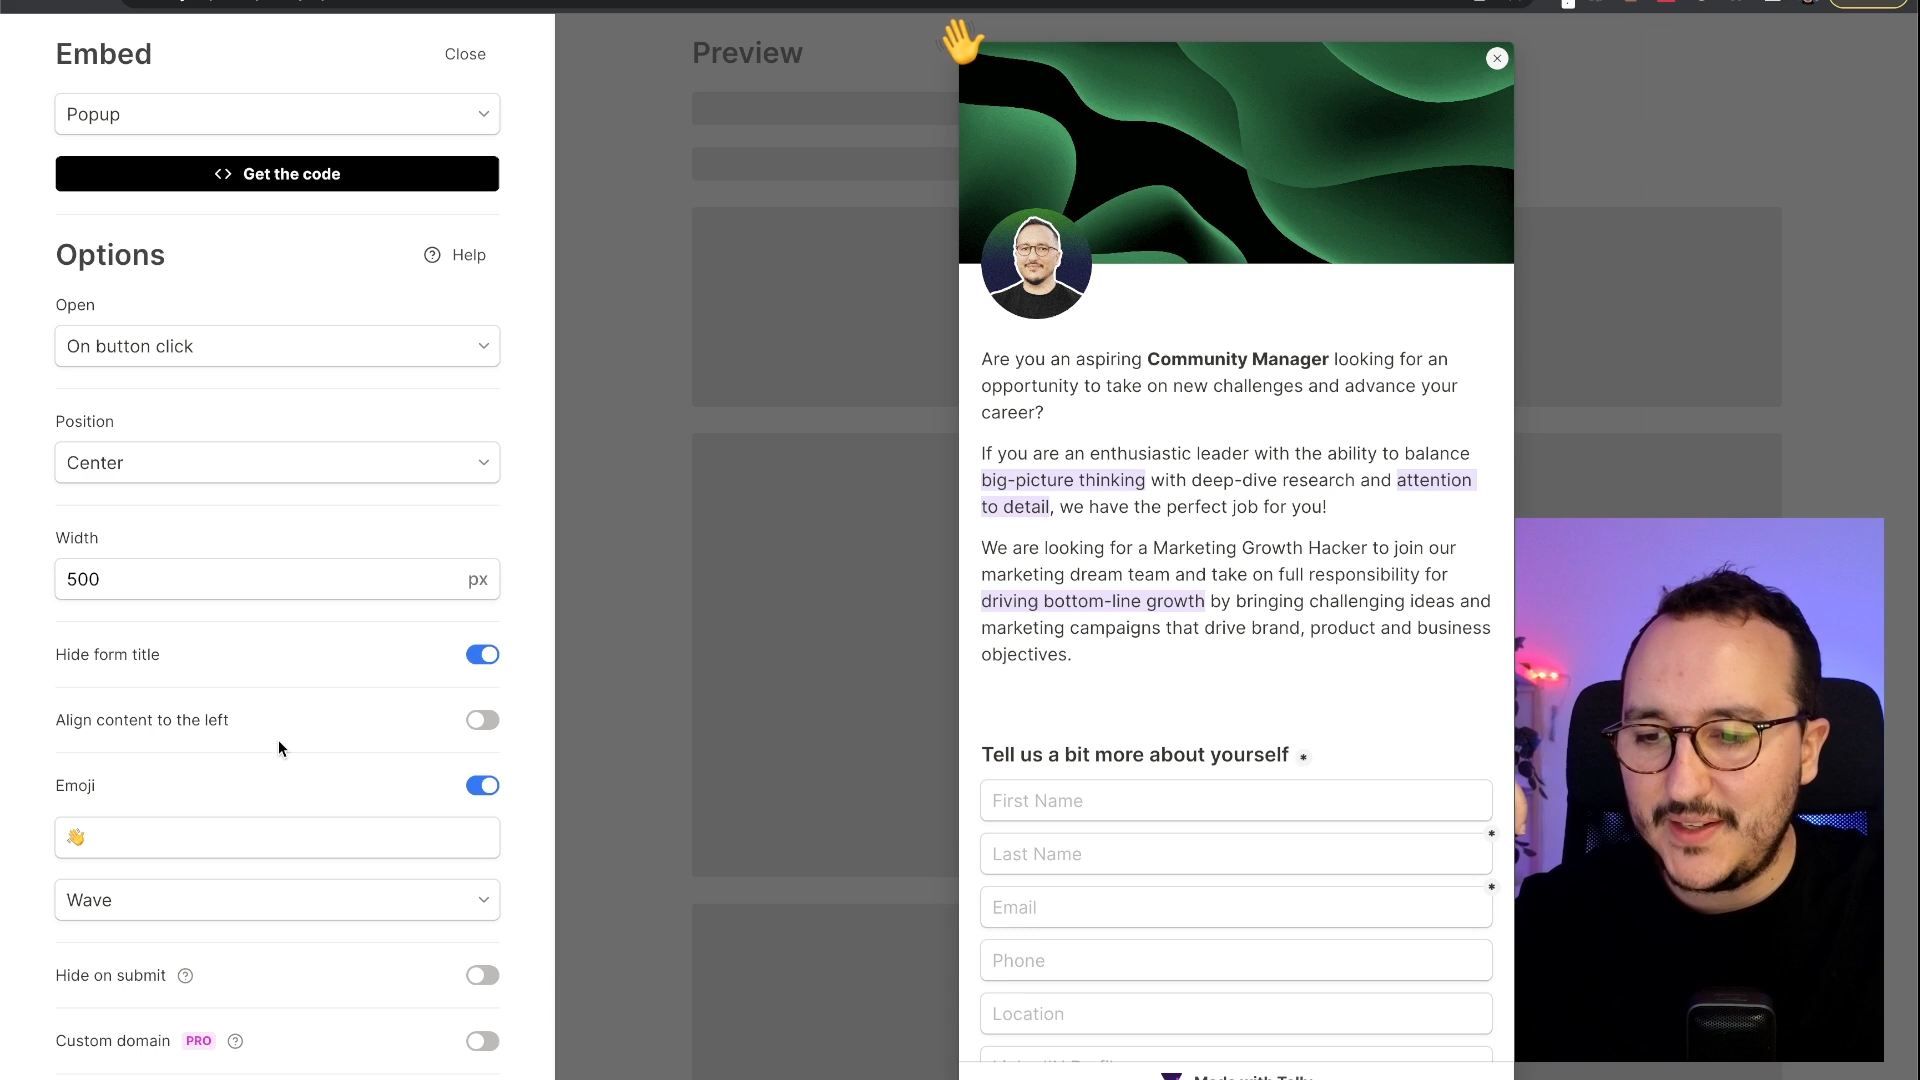 Embed
Close
Popup
<> Get the code
Options
Help
Open
On button click
Position
Center
Width
500 px
Hide form title
Align content to the left
Emoji
👋
Wave
Hide on submit
Custom domain PRO
Preview
Are you an aspiring Community Manager looking for an
opportunity to take on new challenges and advance your
career?
If you are an enthusiastic leader with the ability to balance
big-picture thinking with deep-dive research and attention
to detail, we have the perfect job for you!
We are looking for a Marketing Growth Hacker to join our
marketing dream team and take on full responsibility for
driving bottom-line growth by bringing challenging ideas and
marketing campaigns that drive brand, product and business
objectives.
Tell us a bit more about yourself *
First Name
*
Last Name
*
Email
Phone
Location
Made with Tally